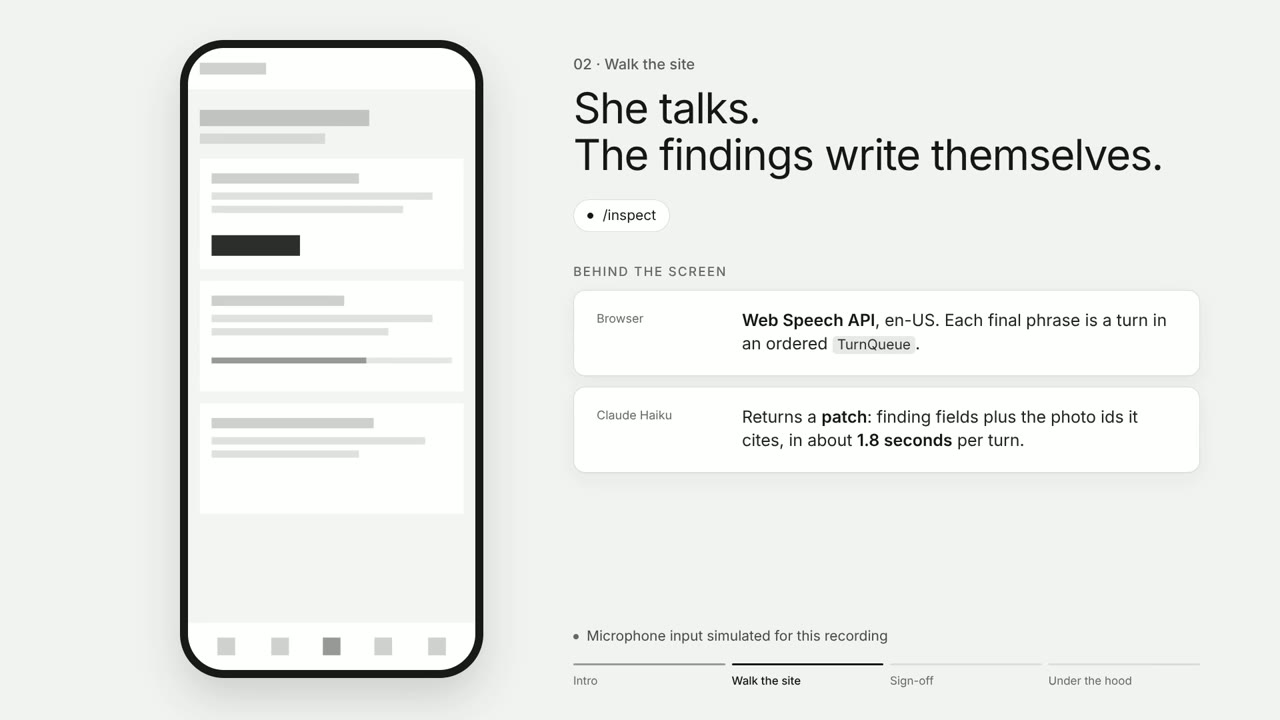 02 · Walk the site
She talks.
The findings write themselves.
/inspect
BEHIND THE SCREEN
Browser
Web Speech API, en-US. Each final phrase is a turn in
an ordered TurnQueue.
Claude Haiku
Returns a patch: finding fields plus the photo ids it
cites, in about 1.8 seconds per turn.
Microphone input simulated for this recording
Intro
Walk the site
Sign-off
Under the hood